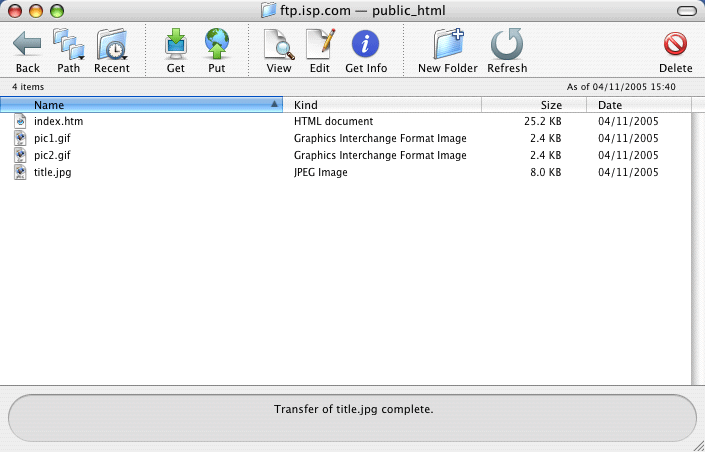 ftp.isp.com — public_html
Back Path Recent Get Put View Edit Get Info New Folder Refresh Delete
4 items As of 04/11/2005 15:40
Name Kind Size Date
index.htm HTML document 25.2 KB 04/11/2005
pic1.gif Graphics Interchange Format Image 2.4 KB 04/11/2005
pic2.gif Graphics Interchange Format Image 2.4 KB 04/11/2005
title.jpg JPEG Image 8.0 KB 04/11/2005
Transfer of title.jpg complete.